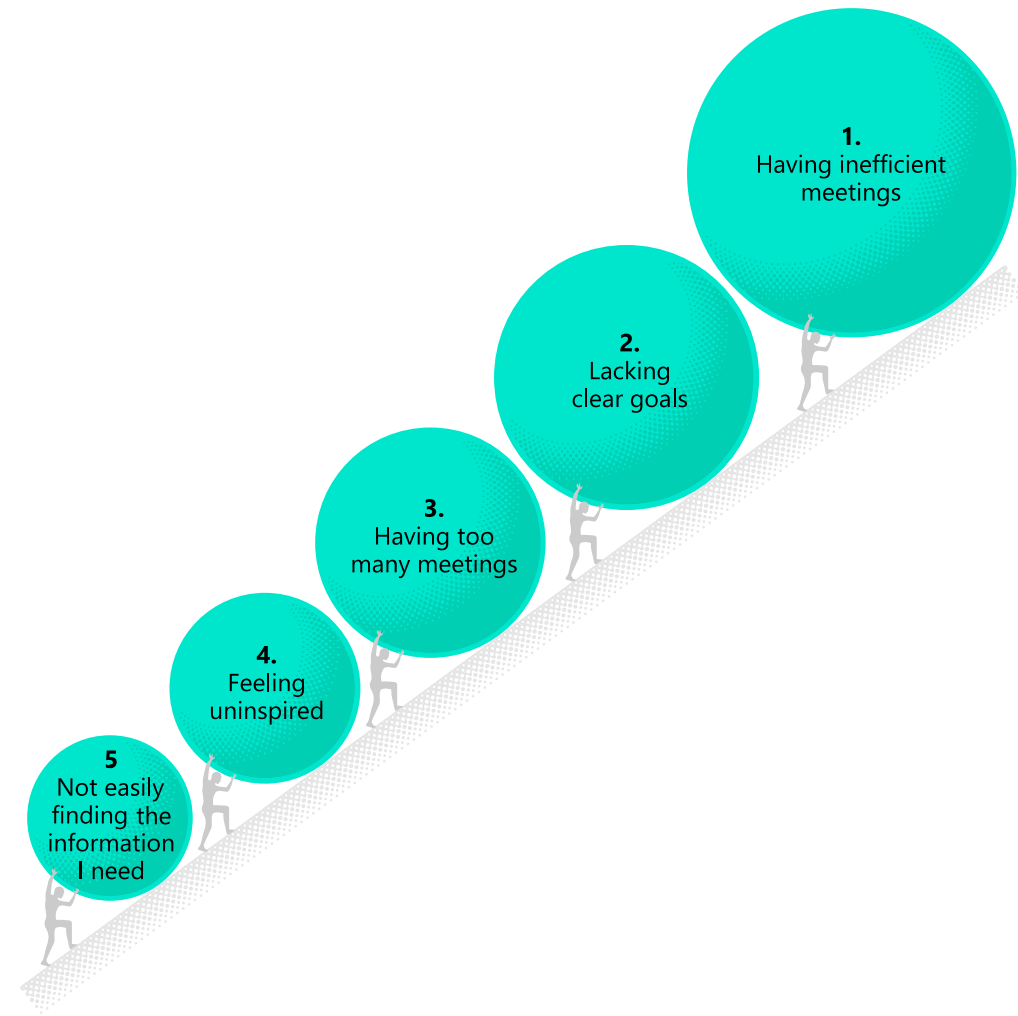 1.
Having inefficient
meetings
2.
Lacking
clear goals
3.
Having too
many meetings
4.
Feeling
uninspired
5
Not easily
finding the
information
I need